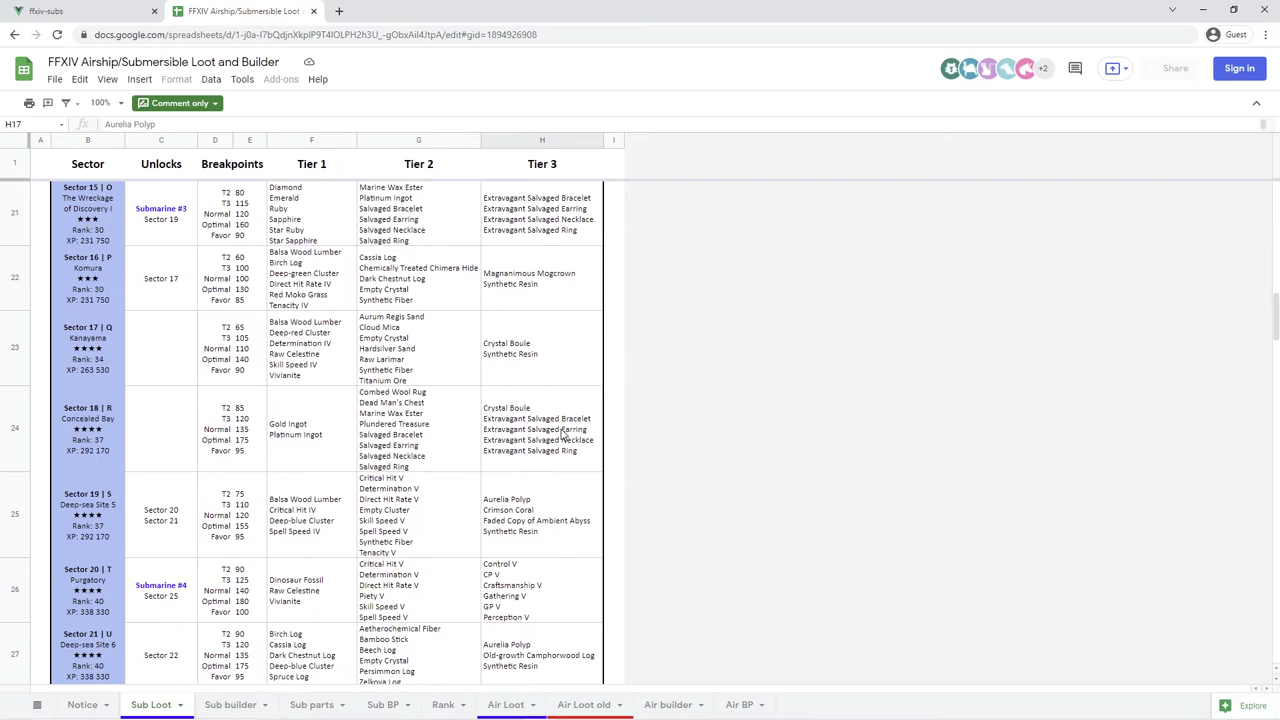 ffxiv-subs
FFXIV Airship/Submersible Loot a
docs.google.com/spreadsheets/d/1-j0a-I7bQdjnXkpIP9T4IOLPH2h3U_-gObxAiI4JtpA/edit#gid=1894926908
Guest
FFXIV Airship/Submersible Loot and Builder
File Edit View Insert Format Data Tools Add-ons Help
+2
Share
Sign in
100%
Comment only
H17
fx
Aurelia Polyp
A B C D E F G H I
1 Sector Unlocks Breakpoints Tier 1 Tier 2 Tier 3
21
Sector 15 | O
The Wreckage
of Discovery I
★★★
Rank: 30
XP: 231 750
Submarine #3
Sector 19
T2 80
T3 115
Normal 120
Optimal 160
Favor 90
Diamond
Emerald
Ruby
Sapphire
Star Ruby
Star Sapphire
Marine Wax Ester
Platinum Ingot
Salvaged Bracelet
Salvaged Earring
Salvaged Necklace
Salvaged Ring
Extravagant Salvaged Bracelet
Extravagant Salvaged Earring
Extravagant Salvaged Necklace
Extravagant Salvaged Ring
22
Sector 16 | P
Komura
★★★
Rank: 30
XP: 231 750
Sector 17
T2 60
T3 100
Normal 100
Optimal 130
Favor 85
Balsa Wood Lumber
Birch Log
Deep-green Cluster
Direct Hit Rate IV
Red Moko Grass
Tenacity IV
Cassia Log
Chemically Treated Chimera Hide
Dark Chestnut Log
Empty Crystal
Synthetic Fiber
Magnanimous Mogcrown
Synthetic Resin
23
Sector 17 | Q
Kanayama
★★★★
Rank: 34
XP: 263 530
T2 65
T3 105
Normal 110
Optimal 140
Favor 90
Balsa Wood Lumber
Deep-red Cluster
Determination IV
Raw Celestine
Skill Speed IV
Vivianite
Aurum Regis Sand
Cloud Mica
Empty Crystal
Hardsilver Sand
Raw Larimar
Synthetic Fiber
Titanium Ore
Crystal Boule
Synthetic Resin
24
Sector 18 | R
Concealed Bay
★★★★
Rank: 37
XP: 292 170
T2 85
T3 120
Normal 135
Optimal 175
Favor 95
Gold Ingot
Platinum Ingot
Combed Wool Rug
Dead Man's Chest
Marine Wax Ester
Plundered Treasure
Salvaged Bracelet
Salvaged Earring
Salvaged Necklace
Salvaged Ring
Crystal Boule
Extravagant Salvaged Bracelet
Extravagant Salvaged Earring
Extravagant Salvaged Necklace
Extravagant Salvaged Ring
25
Sector 19 | S
Deep-sea Site 5
★★★★
Rank: 37
XP: 292 170
Sector 20
Sector 21
T2 75
T3 110
Normal 120
Optimal 155
Favor 95
Balsa Wood Lumber
Critical Hit IV
Deep-blue Cluster
Spell Speed IV
Critical Hit V
Determination V
Direct Hit Rate V
Empty Cluster
Skill Speed V
Spell Speed V
Synthetic Fiber
Tenacity V
Aurelia Polyp
Crimson Coral
Faded Copy of Ambient Abyss
Synthetic Resin
26
Sector 20 | T
Purgatory
★★★★
Rank: 40
XP: 338 330
Submarine #4
Sector 25
T2 90
T3 125
Normal 140
Optimal 180
Favor 100
Dinosaur Fossil
Raw Celestine
Vivianite
Critical Hit V
Determination V
Direct Hit Rate V
Piety V
Skill Speed V
Spell Speed V
Control V
CP V
Craftsmanship V
Gathering V
GP V
Perception V
27
Sector 21 | U
Deep-sea Site 6
★★★★
Rank: 40
XP: 338 330
Sector 22
T2 90
T3 120
Normal 135
Optimal 175
Favor 95
Birch Log
Cassia Log
Dark Chestnut Log
Deep-blue Cluster
Spruce Log
Aetherochemical Fiber
Bamboo Stick
Beech Log
Empty Crystal
Persimmon Log
Zelkova Log
Aurelia Polyp
Old-growth Camphorwood Log
Synthetic Resin
Notice Sub Loot Sub builder Sub parts Sub BP Rank Air Loot Air Loot old Air builder Air BP Explore